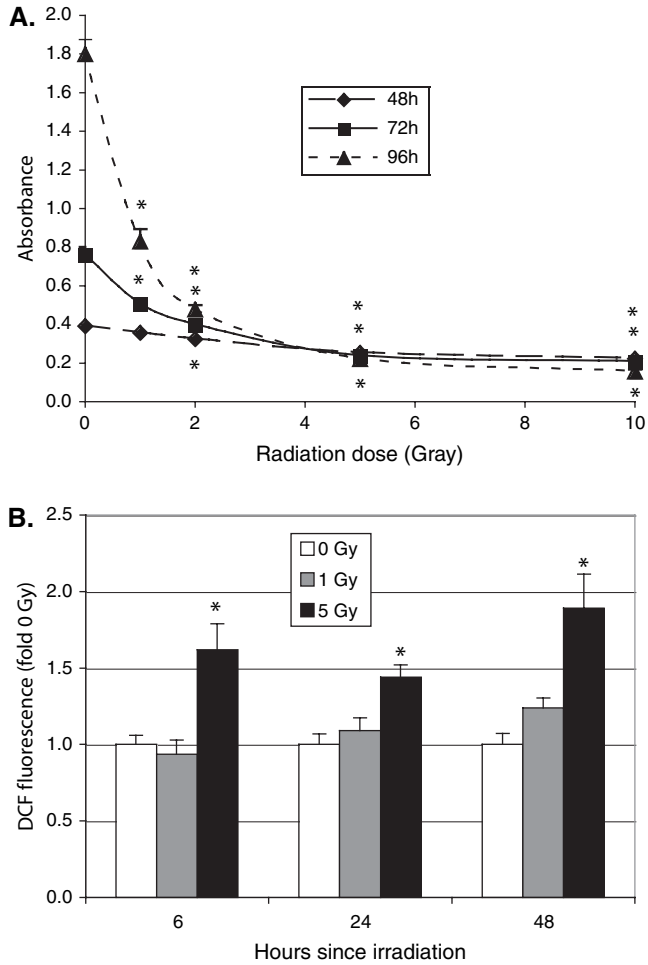 A.
2.0
1.8
1.6
1.4
1.2
1.0
0.8
0.6
0.4
0.2
0.0
Absorbance
48h
72h
96h
*
*
*
*
*
*
*
*
*
*
*
0 2 4 6 8 10
Radiation dose (Gray)
B.
2.5
2.0
1.5
1.0
0.5
0.0
DCF fluorescence (fold 0 Gy)
0 Gy
1 Gy
5 Gy
*
*
*
6 24 48
Hours since irradiation